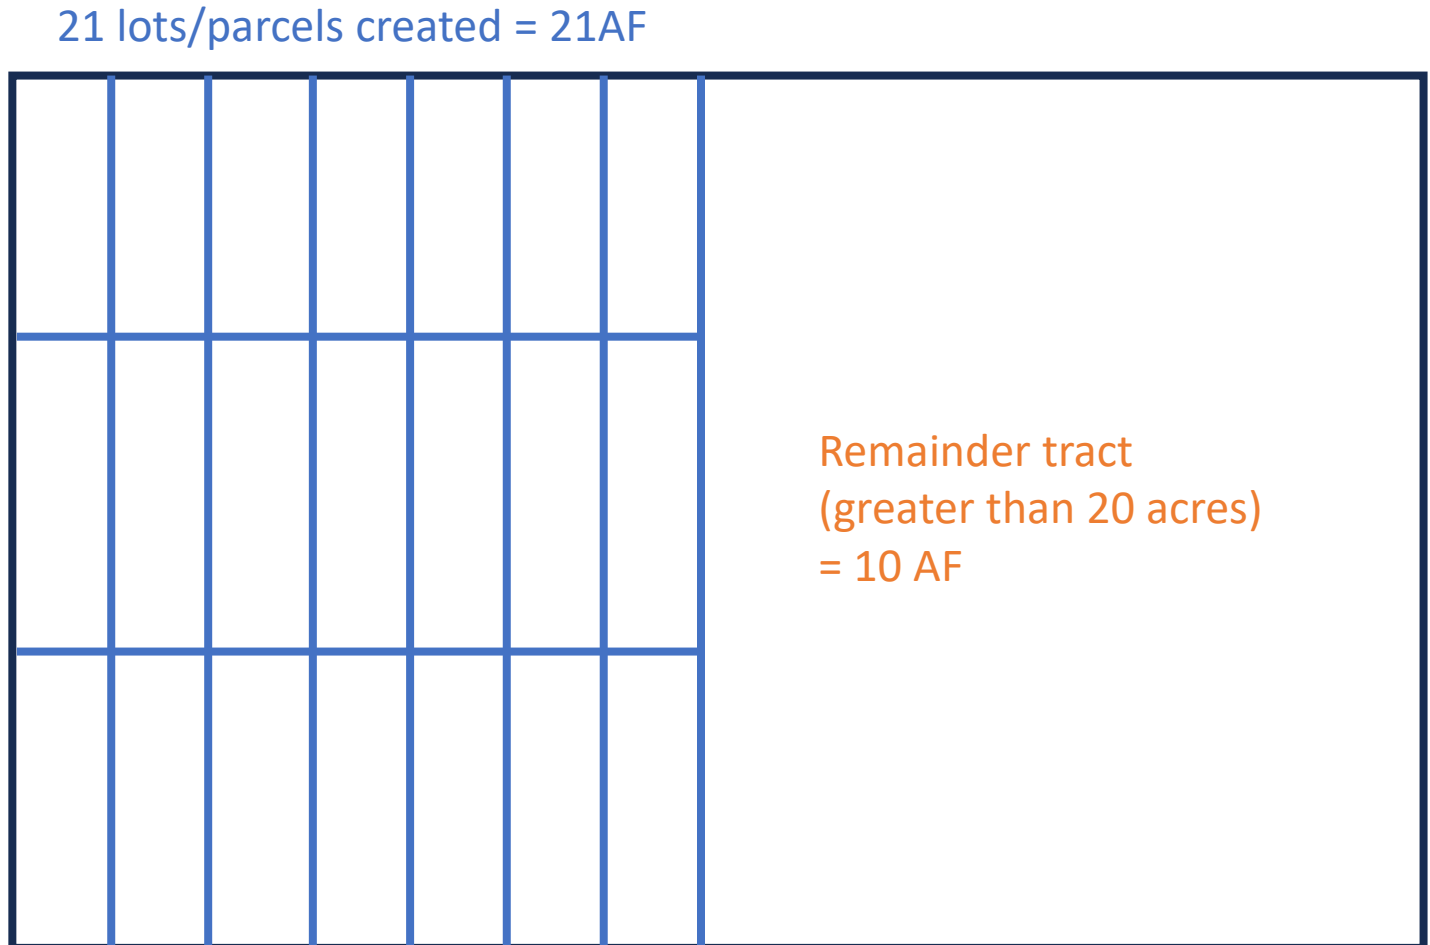 21 lots/parcels created = 21AF
Remainder tract
(greater than 20 acres)
= 10 AF